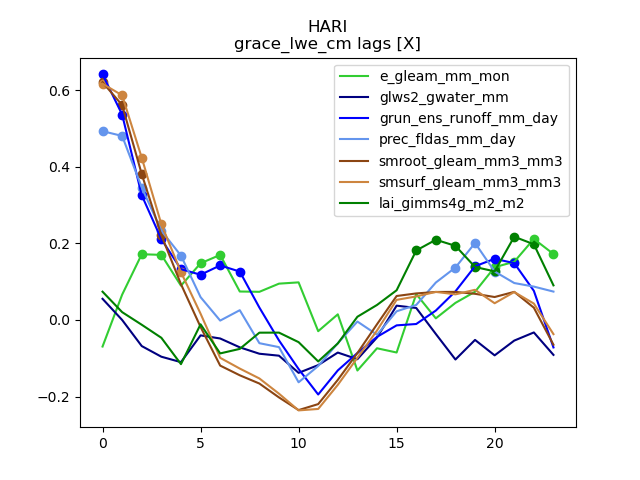 HARI
grace_lwe_cm lags [X]
e_gleam_mm_mon
glws2_gwater_mm
grun_ens_runoff_mm_day
prec_fldas_mm_day
smroot_gleam_mm3_mm3
smsurf_gleam_mm3_mm3
lai_gimms4g_m2_m2
0.6
0.4
0.2
0.0
−0.2
0 5 10 15 20